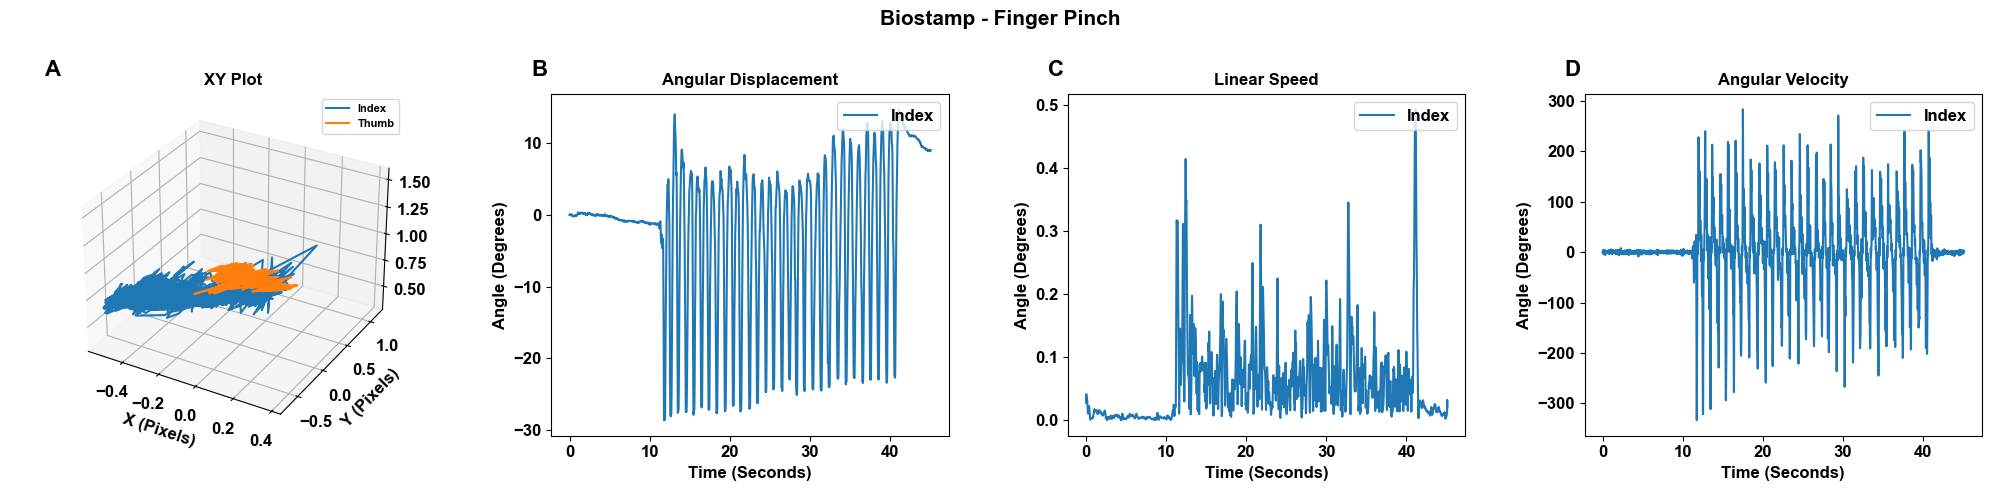 Biostamp - Finger Pinch
A
XY Plot
Index
Thumb
1.50
1.25
1.00
0.75
0.50
1.0
0.5
0.0
−0.5
Y (Pixels)
−0.4
−0.2
0.0
0.2
0.4
X (Pixels)
B
Angular Displacement
Index
10
0
−10
−20
−30
Angle (Degrees)
0 10 20 30 40
Time (Seconds)
C
Linear Speed
Index
0.5
0.4
0.3
0.2
0.1
0.0
Angle (Degrees)
0 10 20 30 40
Time (Seconds)
D
Angular Velocity
Index
300
200
100
0
−100
−200
−300
Angle (Degrees)
0 10 20 30 40
Time (Seconds)